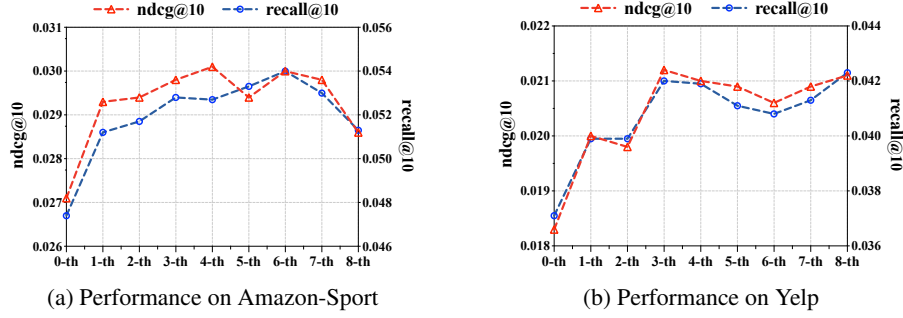 ndcg@10 recall@10
0.031
0.030
0.029
0.028
0.027
0.026
ndcg@10
0.056
0.054
0.052
0.050
0.048
0.046
recall@10
0-th 1-th 2-th 3-th 4-th 5-th 6-th 7-th 8-th
(a) Performance on Amazon-Sport
ndcg@10 recall@10
0.022
0.021
0.020
0.019
0.018
ndcg@10
0.044
0.042
0.040
0.038
0.036
recall@10
0-th 1-th 2-th 3-th 4-th 5-th 6-th 7-th 8-th
(b) Performance on Yelp